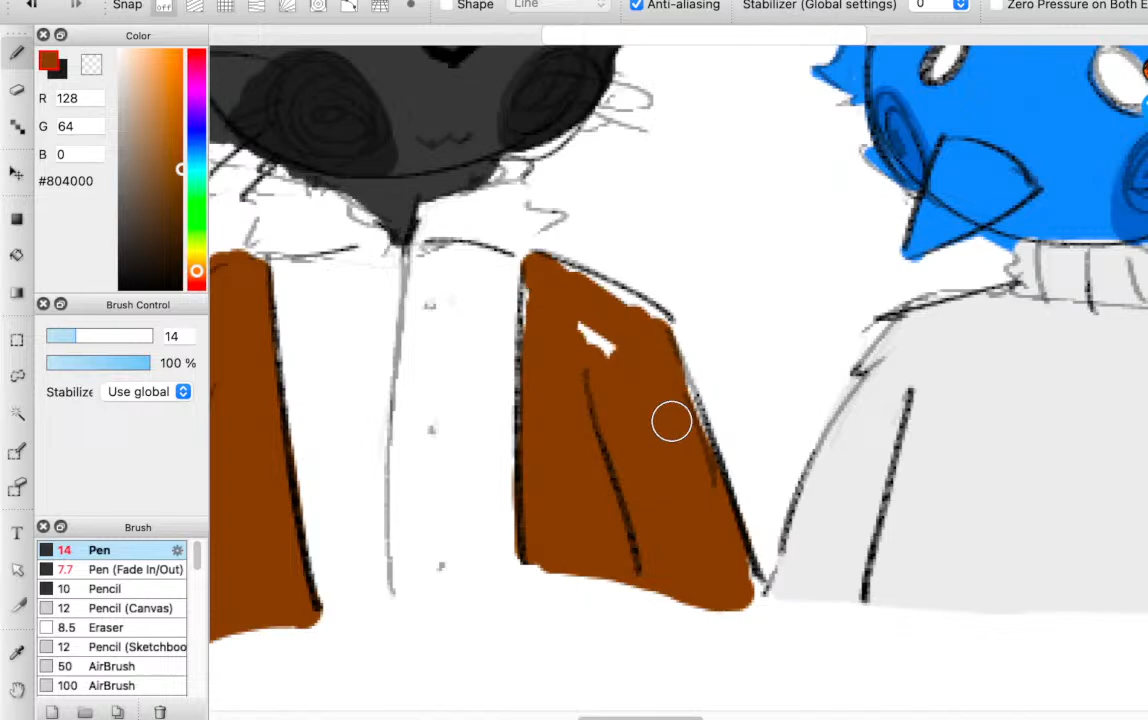 Snap off Shape Line Anti-aliasing Stabilizer (Global settings) 0 Zero Pressure on Both E
Color
R 128
G 64
B 0
#804000
Brush Control
14
100 %
Stabilize Use global
Brush
14 Pen
7.7 Pen (Fade In/Out)
10 Pencil
12 Pencil (Canvas)
8.5 Eraser
12 Pencil (Sketchboo
50 AirBrush
100 AirBrush
T